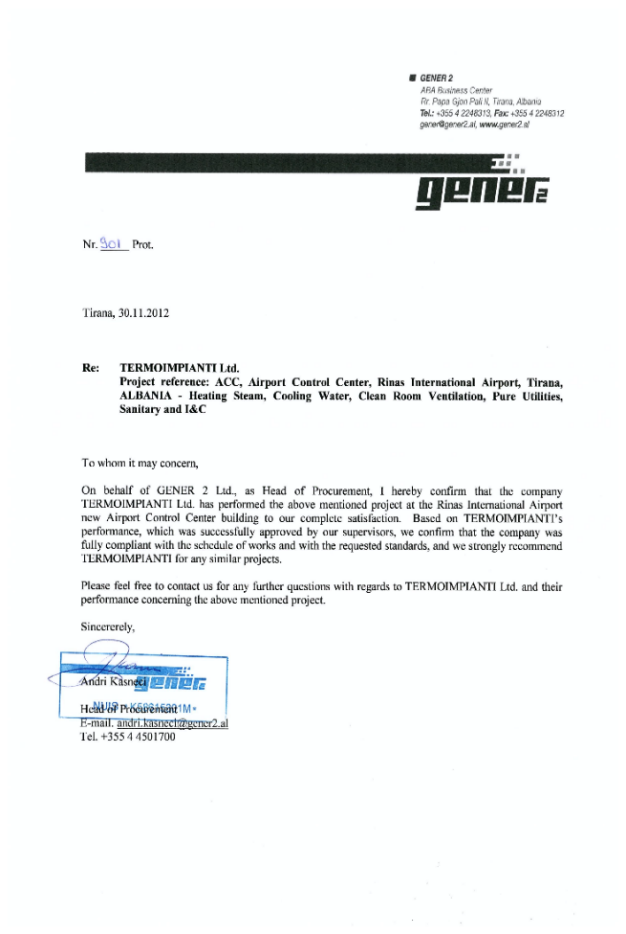 GENER 2
ABA Business Center
Rr. Papa Gjon Pali II, Tirana, Albania
Tel.: +355 4 2248313, Fax: +355 4 2248312
gener@gener2.al, www.gener2.al
gener2
Nr. 901 Prot.
Tirana, 30.11.2012
Re: TERMOIMPIANTI Ltd.
Project reference: ACC, Airport Control Center, Rinas International Airport, Tirana,
ALBANIA - Heating Steam, Cooling Water, Clean Room Ventilation, Pure Utilities,
Sanitary and I&C
To whom it may concern,
On behalf of GENER 2 Ltd., as Head of Procurement, I hereby confirm that the company
TERMOIMPIANTI Ltd. has performed the above mentioned project at the Rinas International Airport
new Airport Control Center building to our complete satisfaction. Based on TERMOIMPIANTI's
performance, which was successfully approved by our supervisors, we confirm that the company was
fully compliant with the schedule of works and with the requested standards, and we strongly recommend
TERMOIMPIANTI for any similar projects.
Please feel free to contact us for any further questions with regards to TERMOIMPIANTI Ltd. and their
performance concerning the above mentioned project.
Sincererely,
Andri Kasneci
gener2
Head of Procurement
E-mail. andri.kasneci@gener2.al
Tel. +355 4 4501700